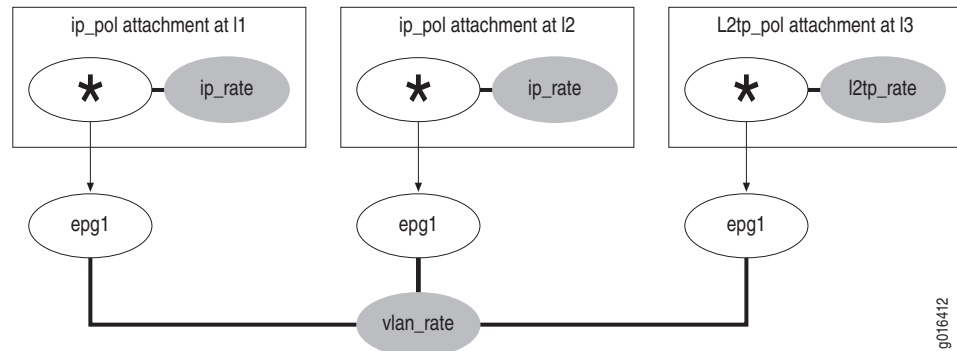 ip_pol attachment at l1
ip_pol attachment at l2
L2tp_pol attachment at l3
* ip_rate
* ip_rate
* l2tp_rate
epg1
epg1
epg1
vlan_rate
g016412